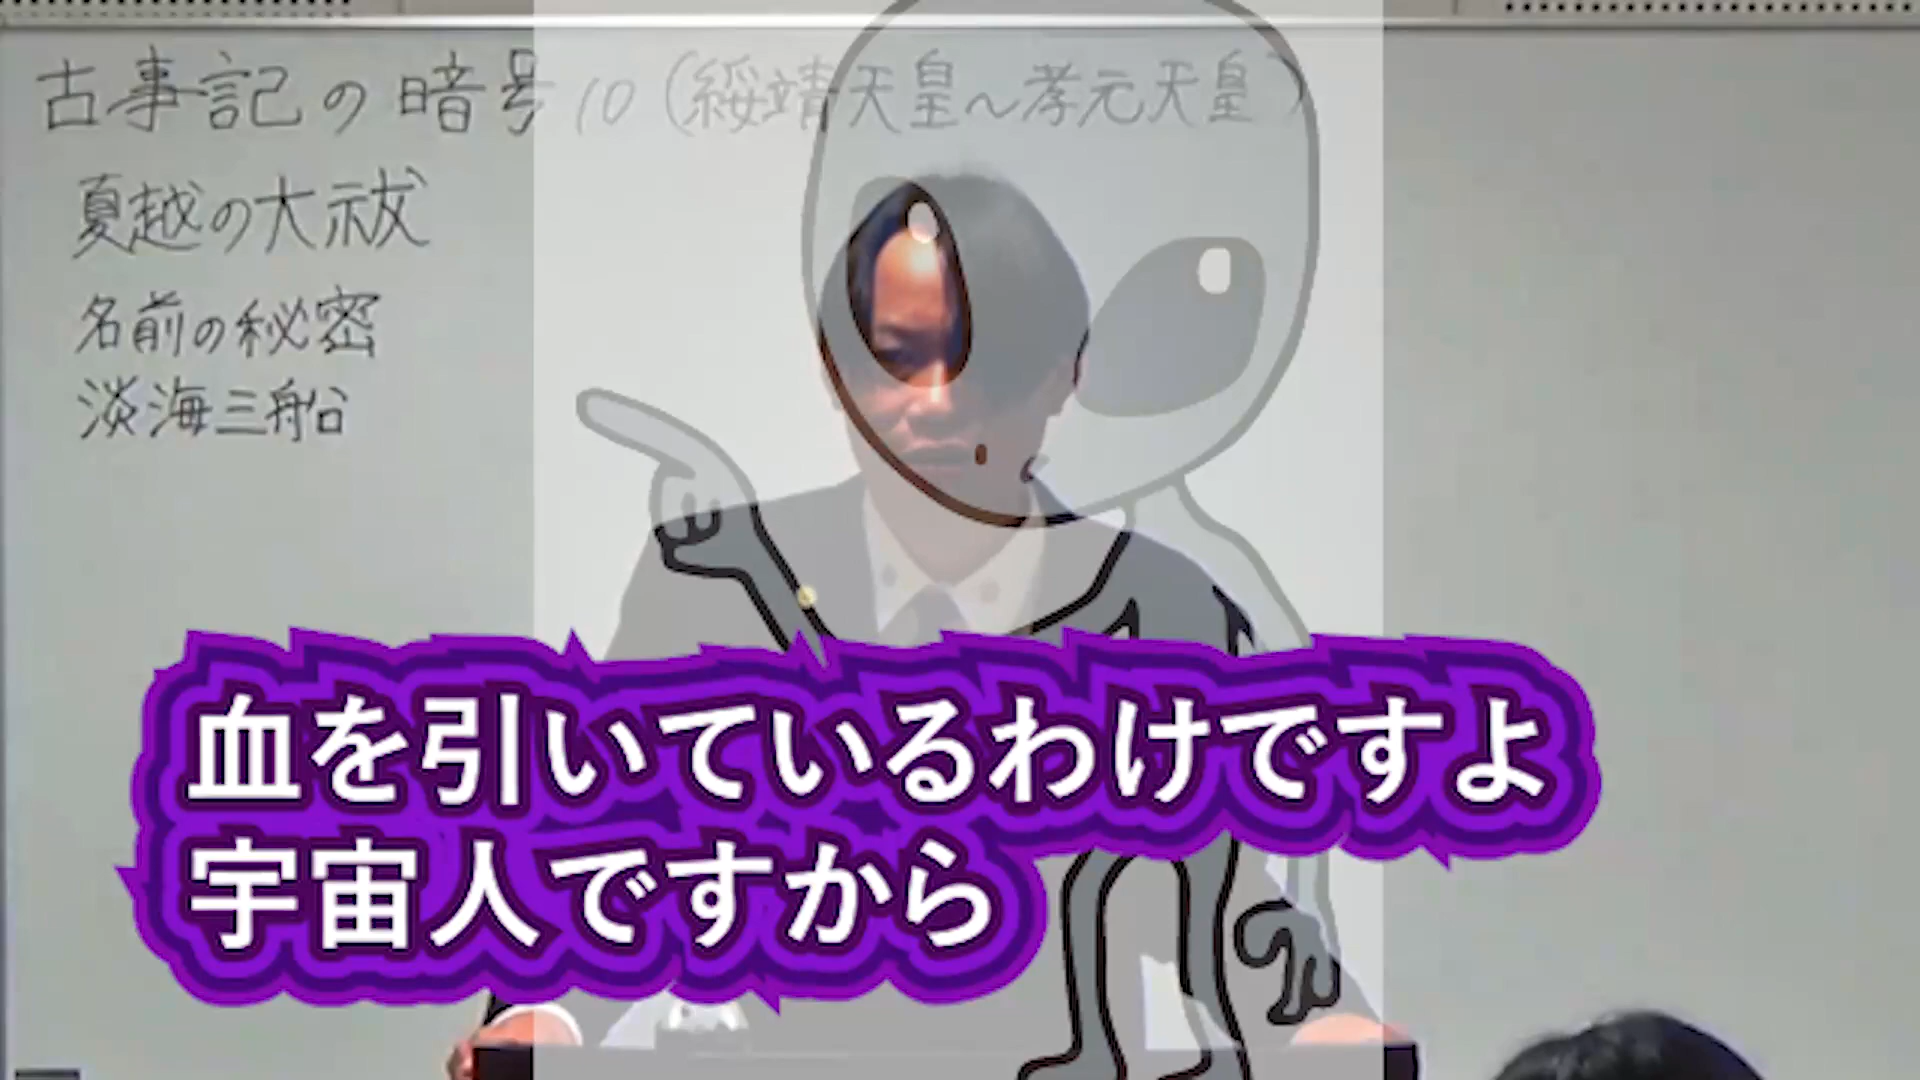 古事記の暗号10(綏靖天皇~孝元天皇)
夏越の大祓
名前の秘密
淡海三船
血を引いているわけですよ
宇宙人ですから